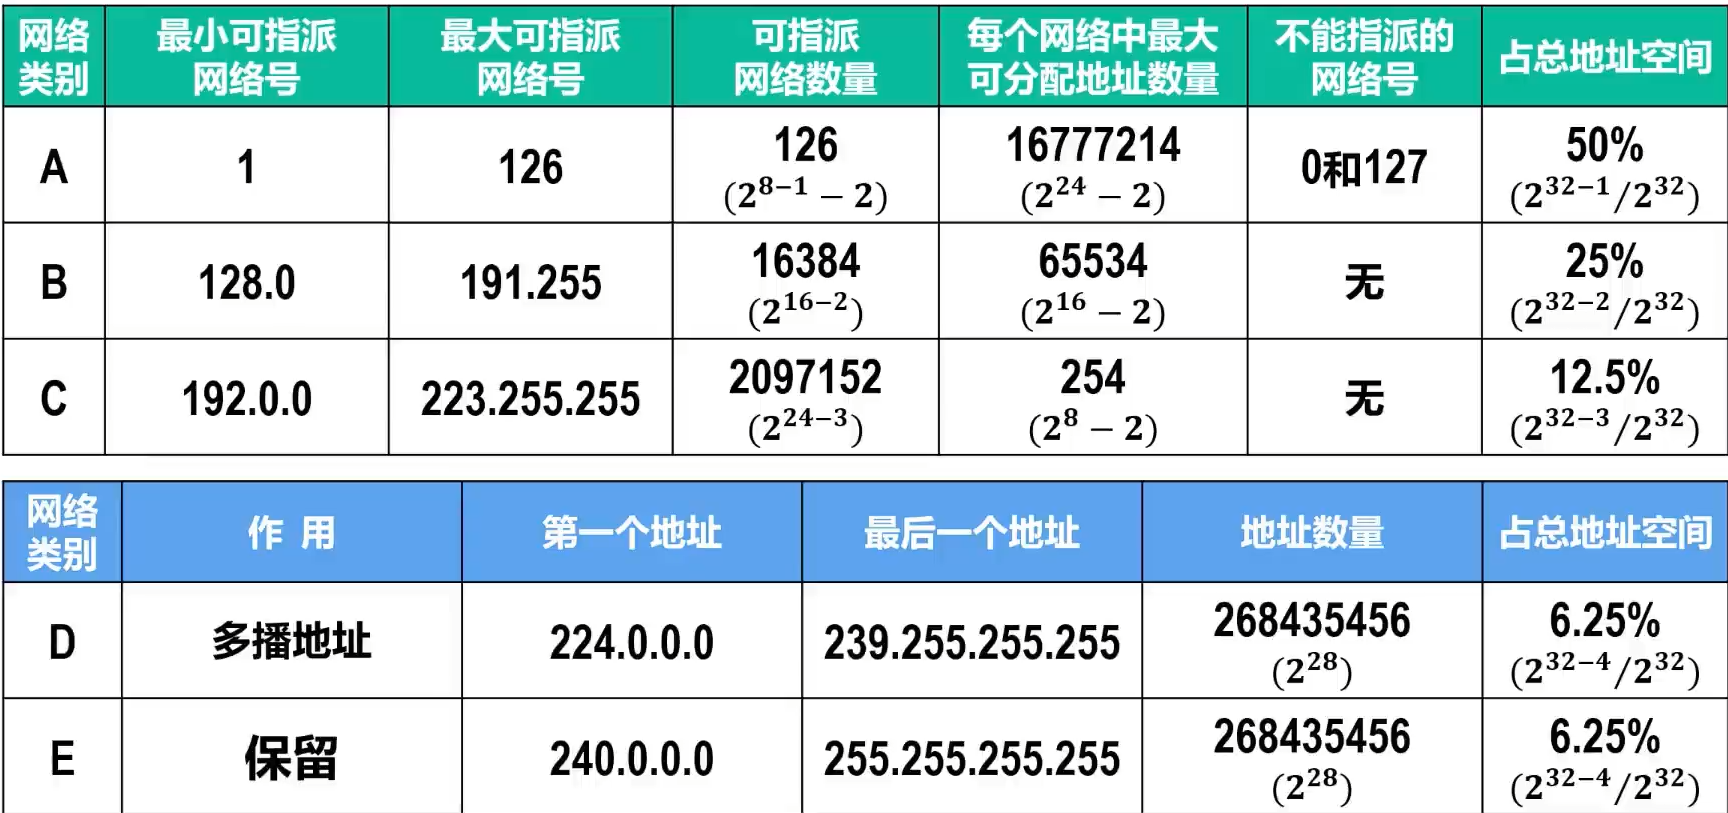 网络类别 最小可指派网络号 最大可指派网络号 可指派网络数量 每个网络中最大可分配地址数量 不能指派的网络号 占总地址空间
A 1 126 126 (2^{8-1} − 2) 16777214 (2^{24} − 2) 0和127 50% (2^{32-1}/2^{32})
B 128.0 191.255 16384 (2^{16-2}) 65534 (2^{16} − 2) 无 25% (2^{32-2}/2^{32})
C 192.0.0 223.255.255 2097152 (2^{24-3}) 254 (2^{8} − 2) 无 12.5% (2^{32-3}/2^{32})
网络类别 作 用 第一个地址 最后一个地址 地址数量 占总地址空间
D 多播地址 224.0.0.0 239.255.255.255 268435456 (2^{28}) 6.25% (2^{32-4}/2^{32})
E 保留 240.0.0.0 255.255.255.255 268435456 (2^{28}) 6.25% (2^{32-4}/2^{32})